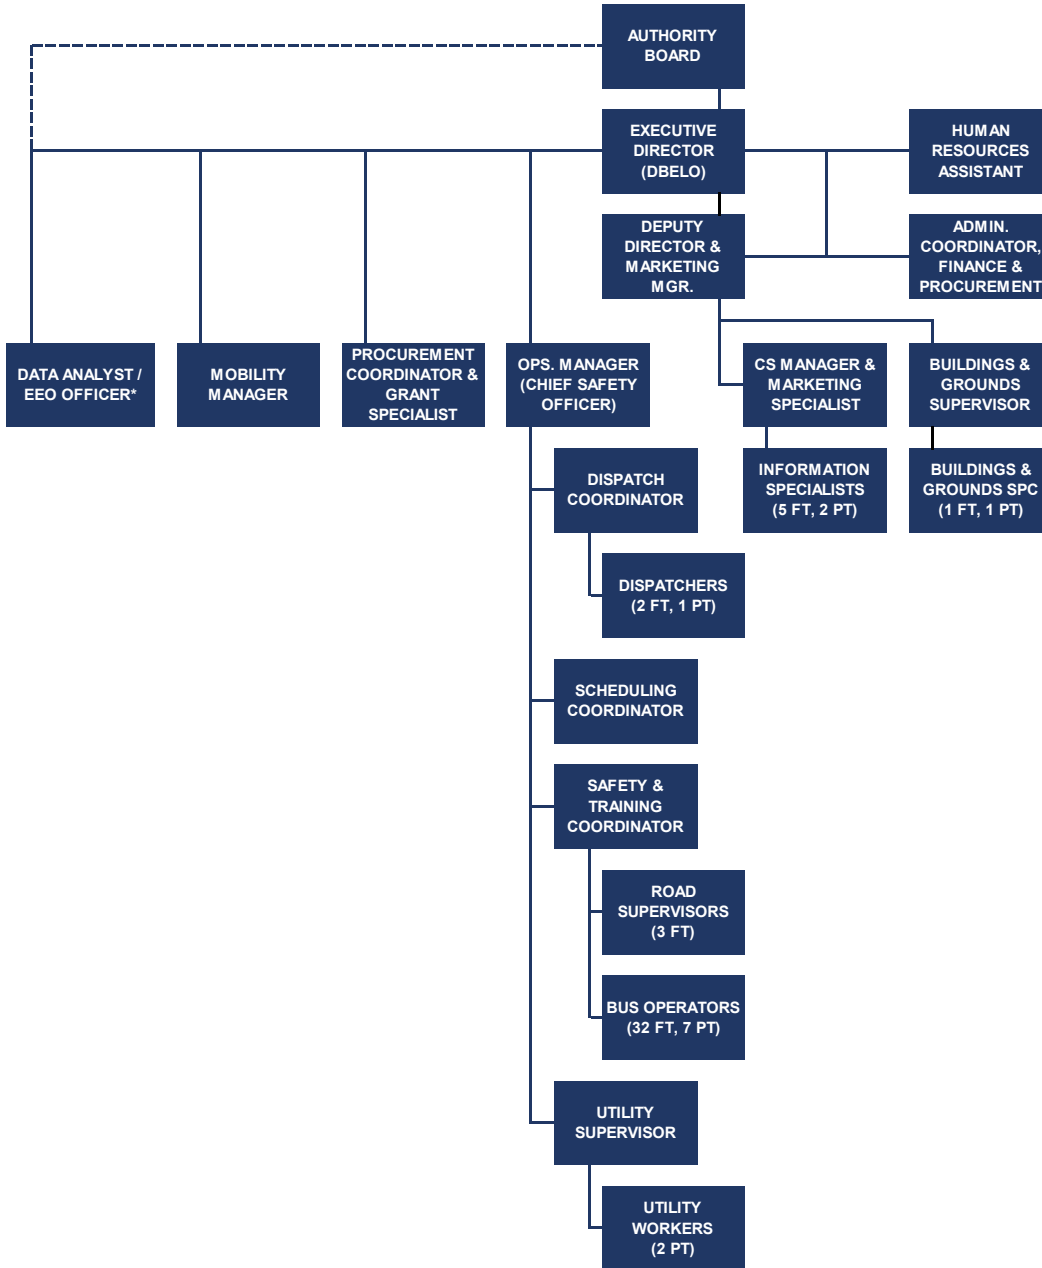 AUTHORITY
BOARD
EXECUTIVE
DIRECTOR
(DBELO)
HUMAN
RESOURCES
ASSISTANT
DEPUTY
DIRECTOR &
MARKETING
MGR.
ADMIN.
COORDINATOR,
FINANCE &
PROCUREMENT
DATA ANALYST /
EEO OFFICER*
MOBILITY
MANAGER
PROCUREMENT
COORDINATOR &
GRANT
SPECIALIST
OPS. MANAGER
(CHIEF SAFETY
OFFICER)
CS MANAGER &
MARKETING
SPECIALIST
BUILDINGS &
GROUNDS
SUPERVISOR
DISPATCH
COORDINATOR
INFORMATION
SPECIALISTS
(5 FT, 2 PT)
BUILDINGS &
GROUNDS SPC
(1 FT, 1 PT)
DISPATCHERS
(2 FT, 1 PT)
SCHEDULING
COORDINATOR
SAFETY &
TRAINING
COORDINATOR
ROAD
SUPERVISORS
(3 FT)
BUS OPERATORS
(32 FT, 7 PT)
UTILITY
SUPERVISOR
UTILITY
WORKERS
(2 PT)